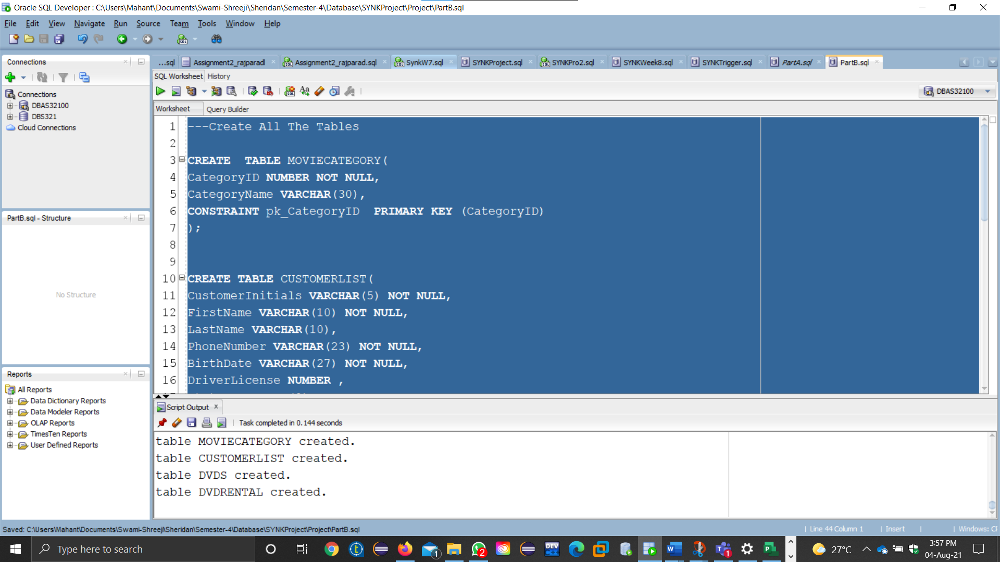 Oracle SQL Developer : C:\Users\Mahant\Documents\Swami-Shreeji\Sheridan\Semester-4\Database\SYNKProject\Project\PartB.sql
File Edit View Navigate Run Source Team Tools Window Help
Connections
...sql Assignment2_rajparadl Assignment2_rajparad.sql SynkW7.sql SYNKProject.sql SYNKPro2.sql SYNKWeek8.sql SYNKTrigger.sql PartA.sql PartB.sql
SQL Worksheet History
DBAS32100
Connections
DBAS32100
DBS321
Cloud Connections
Worksheet Query Builder
1 ---Create All The Tables
2
3 CREATE  TABLE MOVIECATEGORY(
4 CategoryID NUMBER NOT NULL,
5 CategoryName VARCHAR(30),
6 CONSTRAINT pk_CategoryID  PRIMARY KEY (CategoryID)
7 );
8
9
10 CREATE TABLE CUSTOMERLIST(
11 CustomerInitials VARCHAR(5) NOT NULL,
12 FirstName VARCHAR(10) NOT NULL,
13 LastName VARCHAR(10),
14 PhoneNumber VARCHAR(23) NOT NULL,
15 BirthDate VARCHAR(27) NOT NULL,
16 DriverLicense NUMBER ,
PartB.sql - Structure
No Structure
Reports
All Reports
Data Dictionary Reports
Data Modeler Reports
OLAP Reports
TimesTen Reports
User Defined Reports
Script Output
Task completed in 0.144 seconds
table MOVIECATEGORY created.
table CUSTOMERLIST created.
table DVDS created.
table DVDRENTAL created.
Saved: C:\Users\Mahant\Documents\Swami-Shreeji\Sheridan\Semester-4\Database\SYNKProject\Project\PartB.sql
Line 44 Column 1 Insert Windows:
Type here to search
27°C
3:57 PM
04-Aug-21